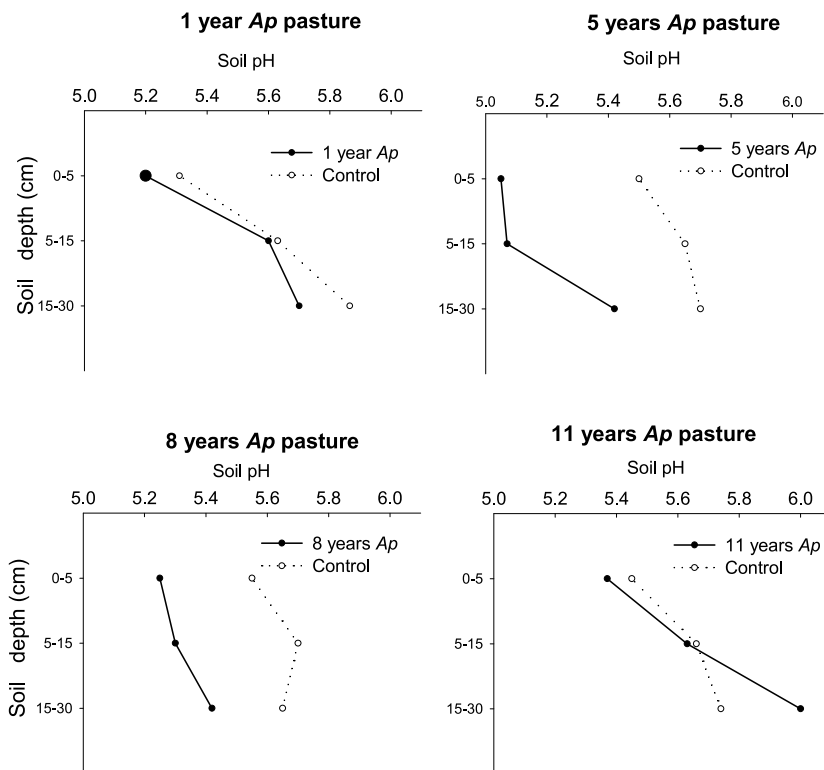 1 year Ap pasture
Soil pH
5.0 5.2 5.4 5.6 5.8 6.0
1 year Ap
Control
0-5
5-15
15-30
Soil depth (cm)
5 years Ap pasture
Soil pH
5.0 5.2 5.4 5.6 5.8 6.0
5 years Ap
Control
0-5
5-15
15-30
8 years Ap pasture
Soil pH
5.0 5.2 5.4 5.6 5.8 6.0
8 years Ap
Control
0-5
5-15
15-30
Soil depth (cm)
11 years Ap pasture
Soil pH
5.0 5.2 5.4 5.6 5.8 6.0
11 years Ap
Control
0-5
5-15
15-30